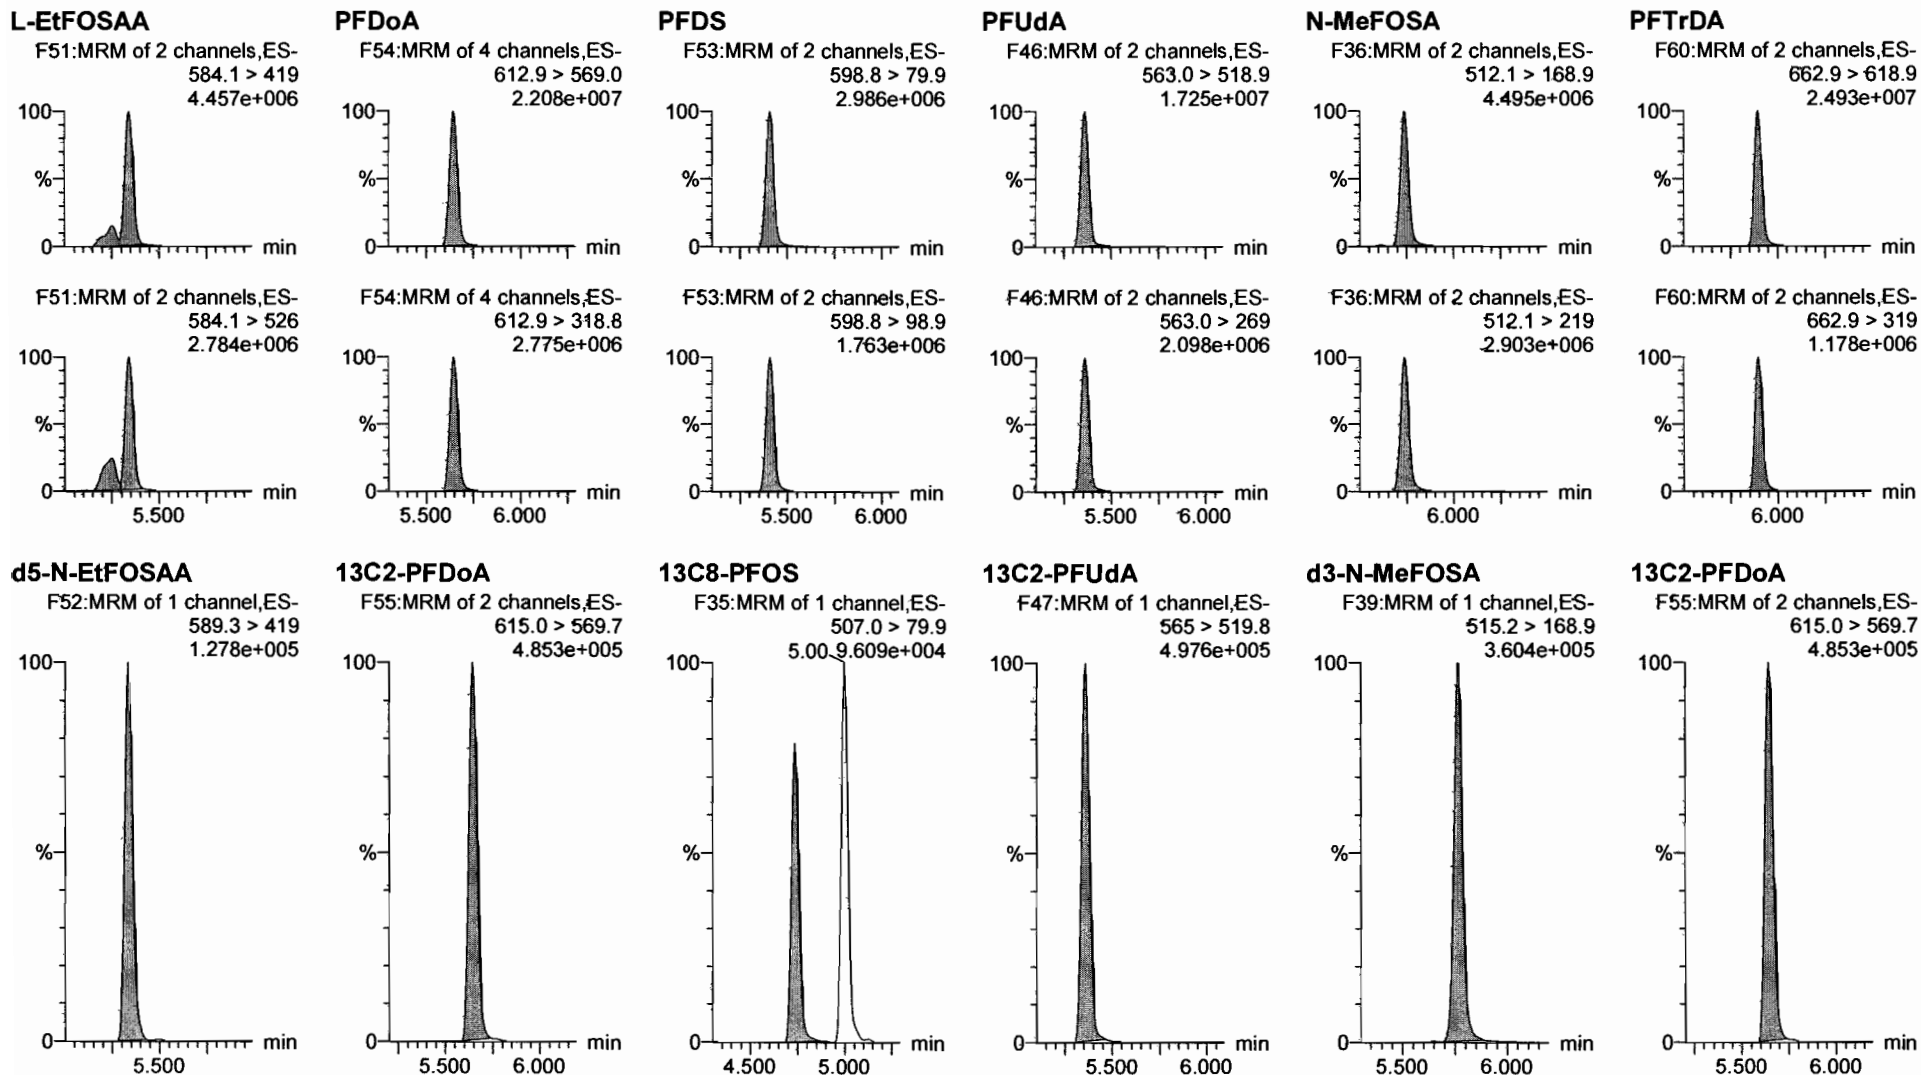 L-EtFOSAA
F51:MRM of 2 channels,ES-
584.1 > 419
4.457e+006
100
%
0
min
F51:MRM of 2 channels,ES-
584.1 > 526
2.784e+006
100
%
0
min
5.500
PFDoA
F54:MRM of 4 channels,ES-
612.9 > 569.0
2.208e+007
100
%
0
min
F54:MRM of 4 channels,ES-
612.9 > 318.8
2.775e+006
100
%
0
min
5.500 6.000
PFDS
F53:MRM of 2 channels,ES-
598.8 > 79.9
2.986e+006
100
%
0
min
F53:MRM of 2 channels,ES-
598.8 > 98.9
1.763e+006
100
%
0
min
5.500 6.000
PFUdA
F46:MRM of 2 channels,ES-
563.0 > 518.9
1.725e+007
100
%
0
min
F46:MRM of 2 channels,ES-
563.0 > 269
2.098e+006
100
%
0
min
5.500 6.000
N-MeFOSA
F36:MRM of 2 channels,ES-
512.1 > 168.9
4.495e+006
100
%
0
min
F36:MRM of 2 channels,ES-
512.1 > 219
2.903e+006
100
%
0
min
6.000
PFTrDA
F60:MRM of 2 channels,ES-
662.9 > 618.9
2.493e+007
100
%
0
min
F60:MRM of 2 channels,ES-
662.9 > 319
1.178e+006
100
%
0
min
6.000
d5-N-EtFOSAA
F52:MRM of 1 channel,ES-
589.3 > 419
1.278e+005
100
%
0
min
5.500
13C2-PFDoA
F55:MRM of 2 channels,ES-
615.0 > 569.7
4.853e+005
100
%
0
min
5.500 6.000
13C8-PFOS
F35:MRM of 1 channel,ES-
507.0 > 79.9
5.00 9.609e+004
100
%
0
min
4.500 5.000
13C2-PFUdA
F47:MRM of 1 channel,ES-
565 > 519.8
4.976e+005
100
%
0
min
5.500 6.000
d3-N-MeFOSA
F39:MRM of 1 channel,ES-
515.2 > 168.9
3.604e+005
100
%
0
min
5.500 6.000
13C2-PFDoA
F55:MRM of 2 channels,ES-
615.0 > 569.7
4.853e+005
100
%
0
min
5.500 6.000